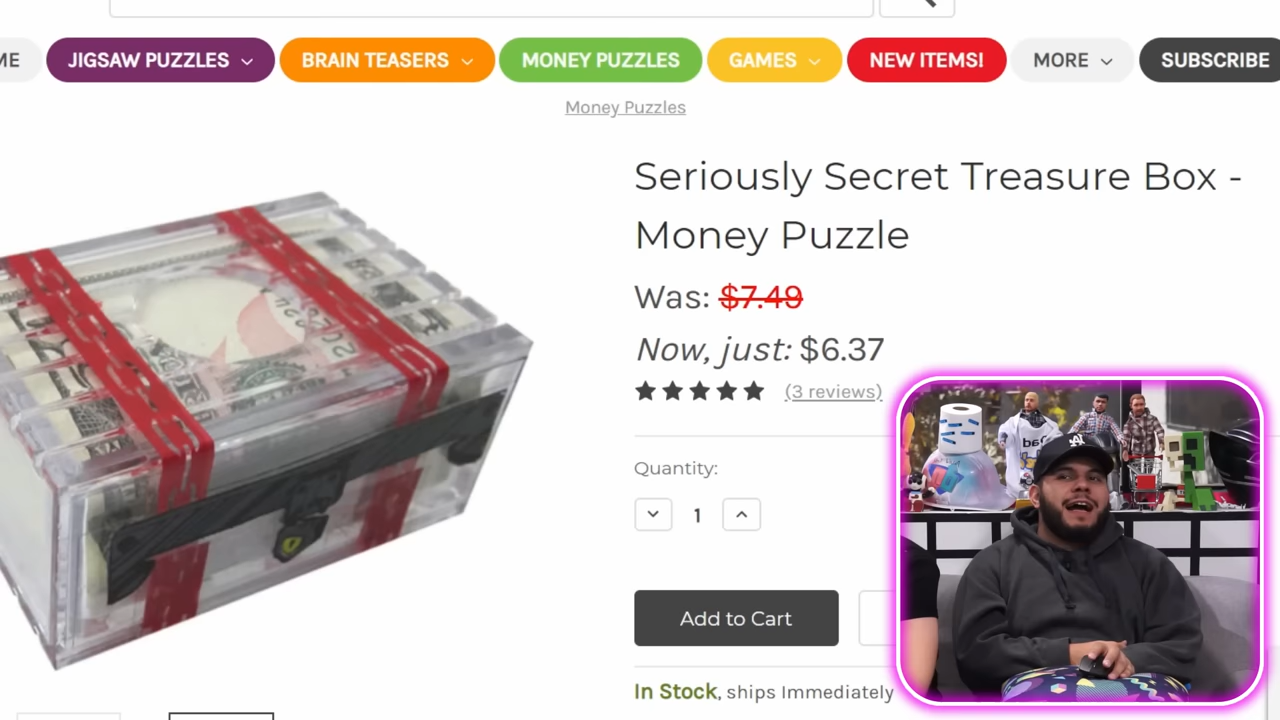 ME
JIGSAW PUZZLES
BRAIN TEASERS
MONEY PUZZLES
GAMES
NEW ITEMS!
MORE
SUBSCRIBE
Money Puzzles
Seriously Secret Treasure Box -
Money Puzzle
Was: $7.49
Now, just: $6.37
(3 reviews)
Quantity:
1
Add to Cart
In Stock, ships Immediately
LA